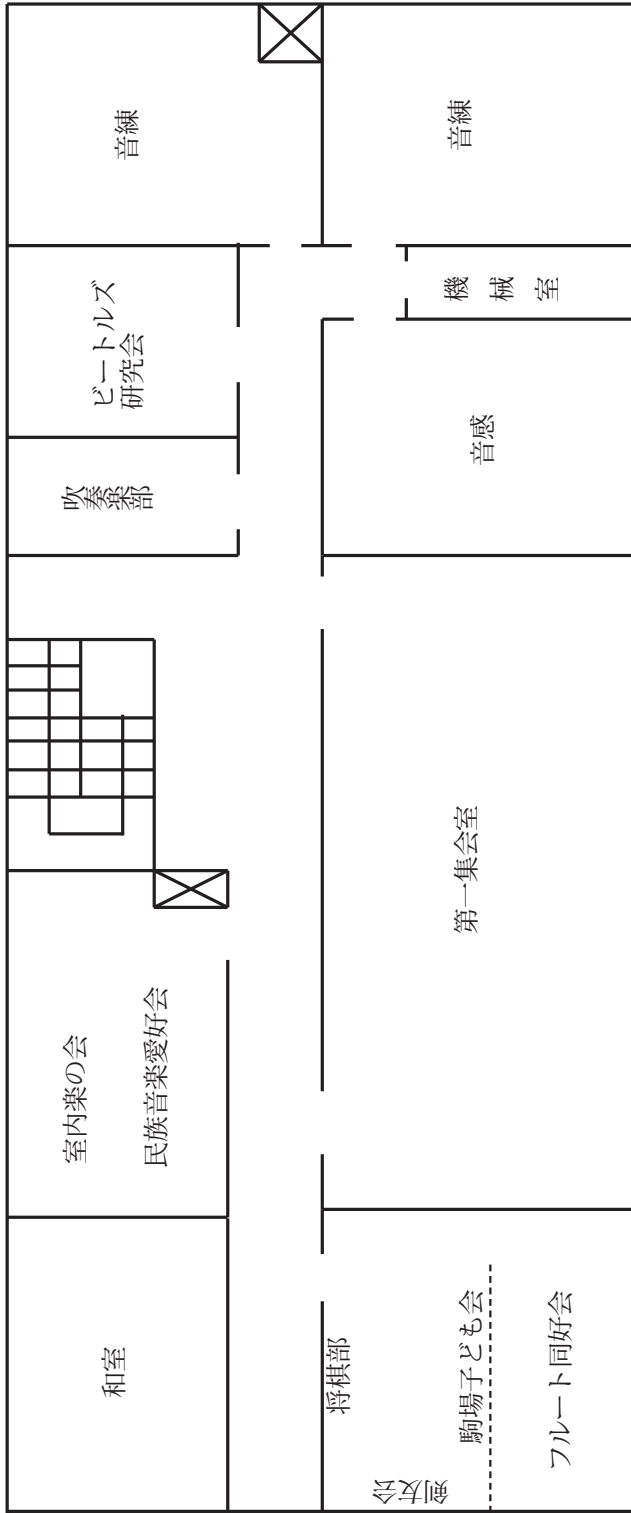 音練
音練
ビートルズ
研究会
機械室
吹奏楽部
音感
第一集会室
室内楽の会
民族音楽愛好会
和室
将棋部
駒場子ども会
フルート同好会
剣友会